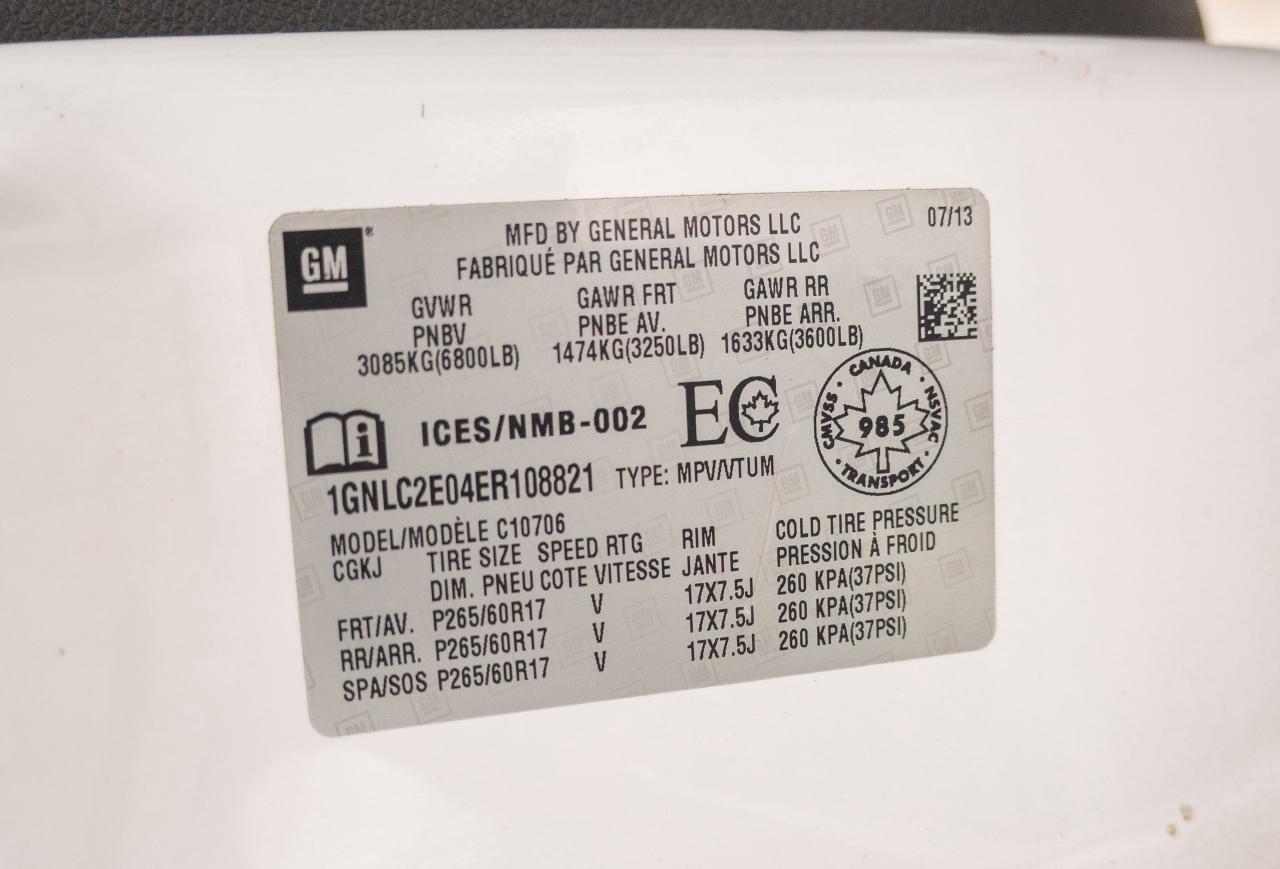 GM ®
MFD BY GENERAL MOTORS LLC
07/13
FABRIQUÉ PAR GENERAL MOTORS LLC
GVWR GAWR FRT GAWR RR
PNBV PNBE AV. PNBE ARR.
3085KG(6800LB) 1474KG(3250LB) 1633KG(3600LB)
ICES/NMB-002
EC
CANADA
CMVSS 985 NSVAC
TRANSPORT
1GNLC2E04ER108821 TYPE: MPV/VTUM
MODEL/MODÈLE C10706
CGKJ TIRE SIZE SPEED RTG RIM COLD TIRE PRESSURE
DIM. PNEU COTE VITESSE JANTE PRESSION À FROID
FRT/AV. P265/60R17 V 17X7.5J 260 KPA(37PSI)
RR/ARR. P265/60R17 V 17X7.5J 260 KPA(37PSI)
SPA/SOS P265/60R17 V 17X7.5J 260 KPA(37PSI)